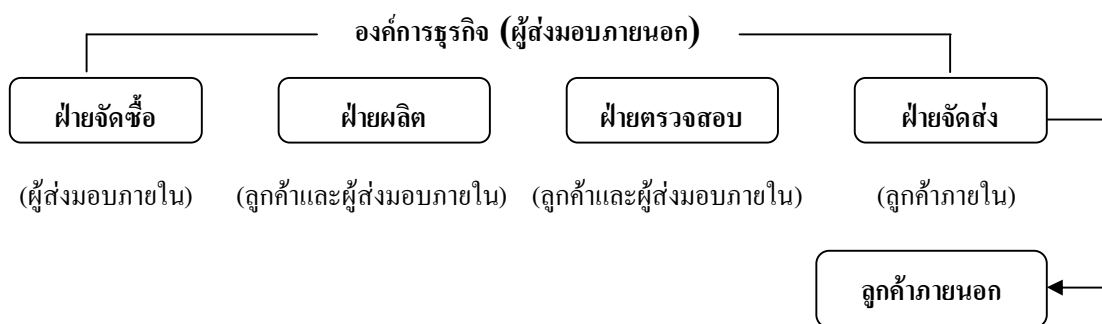 องค์การธุรกิจ (ผู้ส่งมอบภายนอก)
ฝ่ายจัดซื้อ ฝ่ายผลิต ฝ่ายตรวจสอบ ฝ่ายจัดส่ง
(ผู้ส่งมอบภายใน) (ลูกค้าและผู้ส่งมอบภายใน) (ลูกค้าและผู้ส่งมอบภายใน) (ลูกค้าภายใน)
ลูกค้าภายนอก